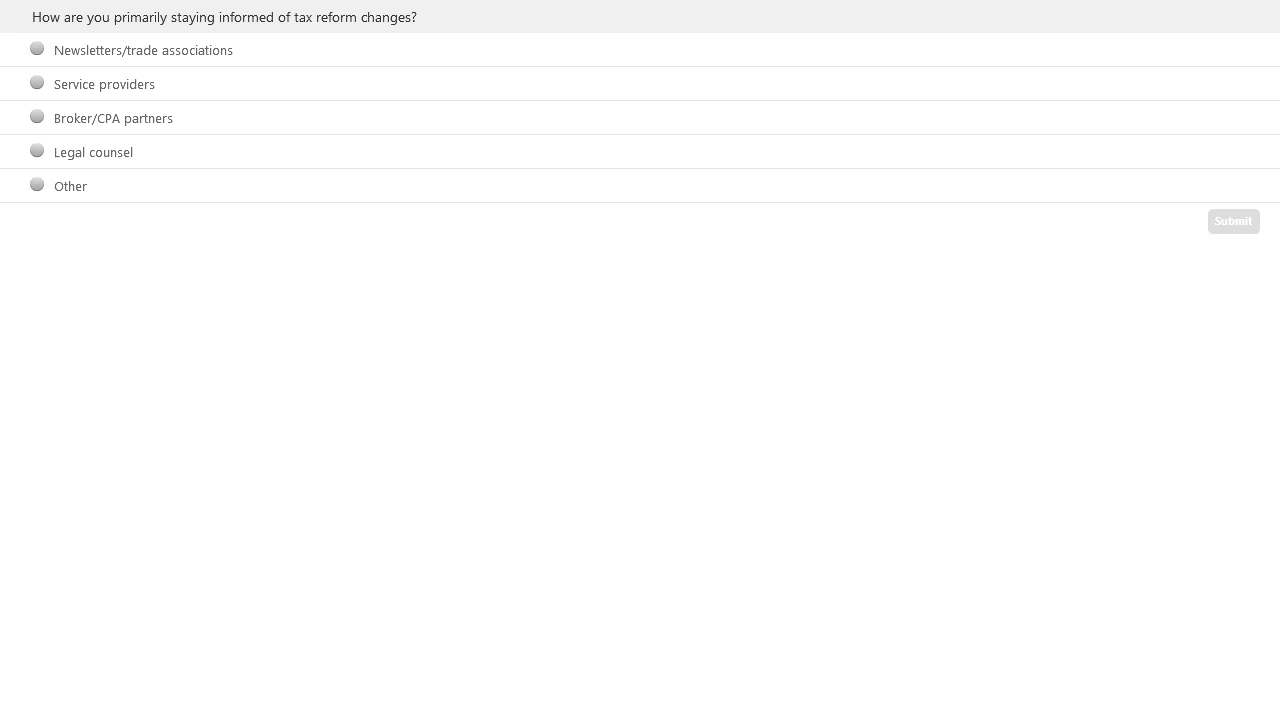 How are you primarily staying informed of tax reform changes?
Newsletters/trade associations
Service providers
Broker/CPA partners
Legal counsel
Other
Submit